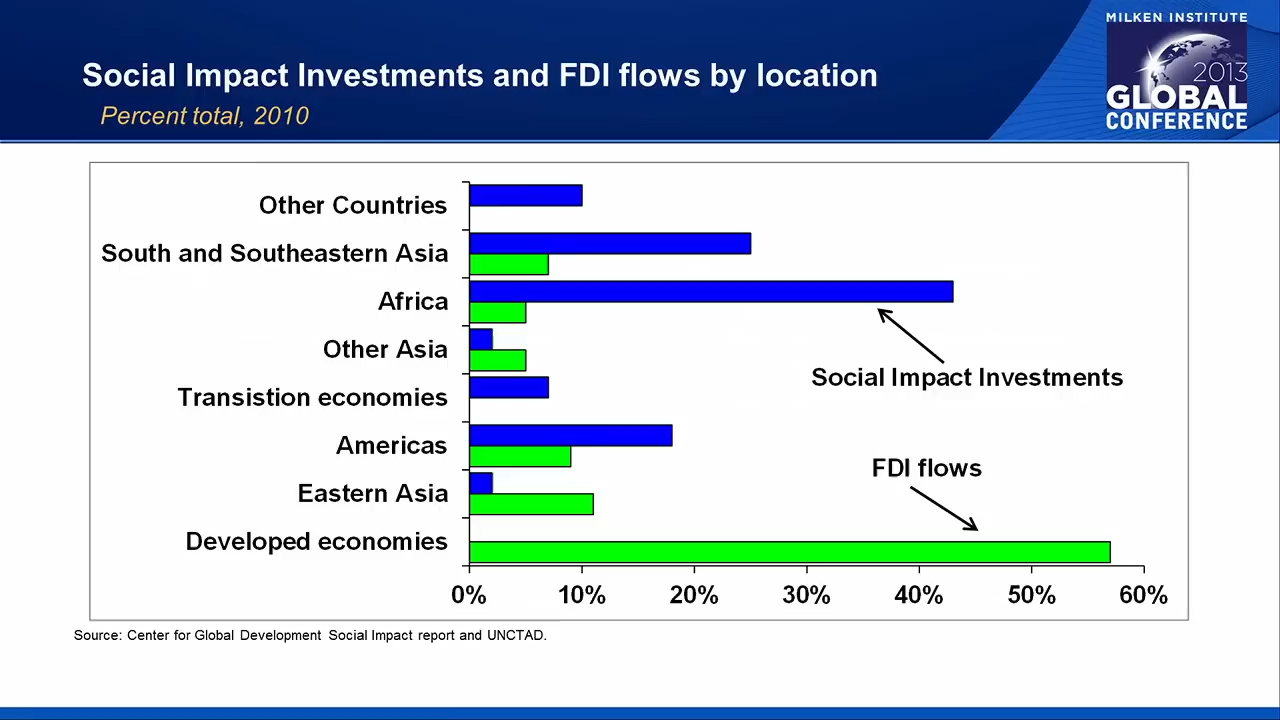 MILKEN INSTITUTE
2013
GLOBAL
CONFERENCE
Social Impact Investments and FDI flows by location
Percent total, 2010
Other Countries
South and Southeastern Asia
Africa
Other Asia
Transistion economies
Americas
Eastern Asia
Developed economies
Social Impact Investments
FDI flows
0% 10% 20% 30% 40% 50% 60%
Source: Center for Global Development Social Impact report and UNCTAD.